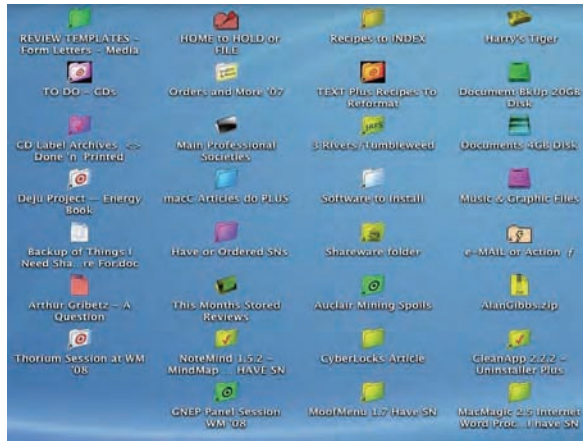 REVIEW TEMPLATES –
Form Letters – Media
HOME to HOLD or
FILE
Recipes to INDEX
Harry's Tiger
TO DO – CDs
Orders and More '07
TEXT Plus Recipes To
Reformat
Document BkUp 20GB
Disk
CD Label Archives <>
Done 'n' Printed
Main Professional
Societies
3 Rivers/Tumbleweed
Documents 4GB Disk
Deju Project — Energy
Book
macC Articles do PLUS
Software to Install
Music & Graphic Files
Backup of Things I
Need Sha...re For.doc
Have or Ordered SNs
Shareware folder
e-MAIL or Action ƒ
Arthur Gribetz – A
Question
This Months Stored
Reviews
Auclair Mining Spoils
AlanGibbs.zip
Thorium Session at WM
'08
NoteMind 1.5.2 –
MindMap ... HAVE SN
CyberLocks Article
CleanApp 2.2.2 –
Uninstaller Plus
GNEP Panel Session
WM '08
MoofMenu 1.7 Have SN
MacMagic 2.5 Internet
Word Proc...I have SN